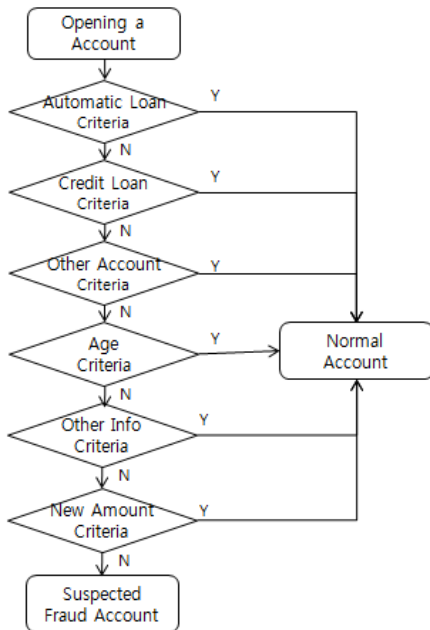 Opening a
Account
Automatic Loan
Criteria
Y
N
Credit Loan
Criteria
Y
N
Other Account
Criteria
Y
N
Age
Criteria
Y
Normal
Account
N
Other Info
Criteria
Y
N
New Amount
Criteria
Y
N
Suspected
Fraud Account